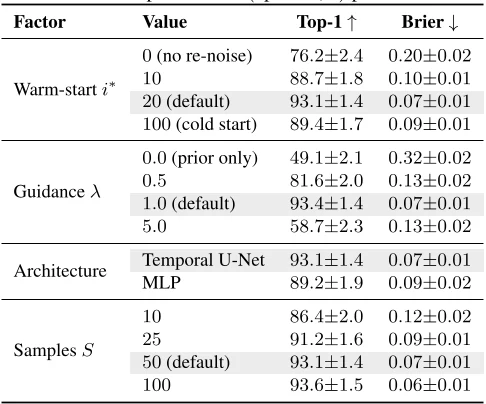 Factor Value Top-1 ↑ Brier ↓
Warm-start i*
0 (no re-noise) 76.2±2.4 0.20±0.02
10 88.7±1.8 0.10±0.01
20 (default) 93.1±1.4 0.07±0.01
100 (cold start) 89.4±1.7 0.09±0.01
Guidance λ
0.0 (prior only) 49.1±2.1 0.32±0.02
0.5 81.6±2.0 0.13±0.02
1.0 (default) 93.4±1.4 0.07±0.01
5.0 58.7±2.3 0.13±0.02
Architecture
Temporal U-Net 93.1±1.4 0.07±0.01
MLP 89.2±1.9 0.09±0.02
Samples S
10 86.4±2.0 0.12±0.02
25 91.2±1.6 0.09±0.01
50 (default) 93.1±1.4 0.07±0.01
100 93.6±1.5 0.06±0.01